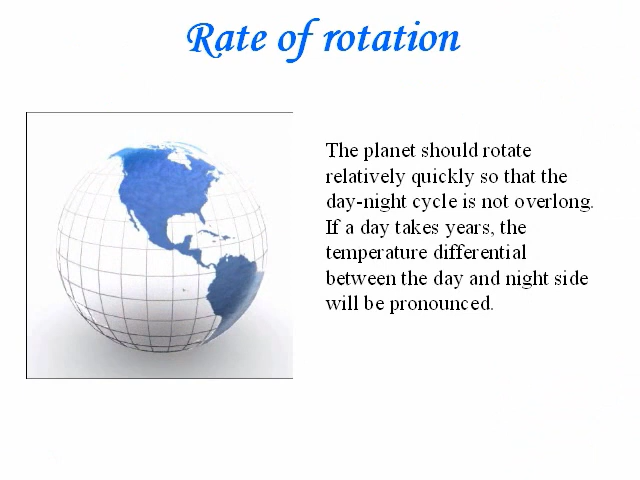 Rate of rotation
The planet should rotate
relatively quickly so that the
day-night cycle is not overlong.
If a day takes years, the
temperature differential
between the day and night side
will be pronounced.